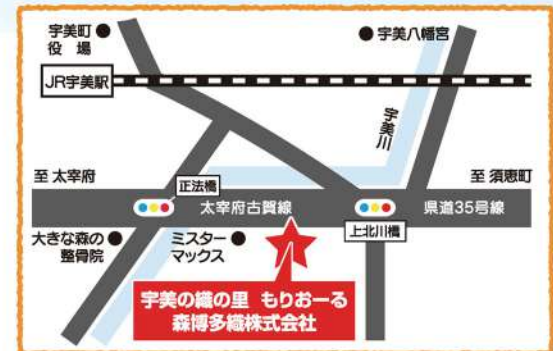 宇美町
役 場
宇美八幡宮
JR宇美駅
宇美川
至 太宰府
正法橋
至 須恵町
太宰府古賀線
県道35号線
大きな森の
整骨院
ミスター
マックス
上北川橋
宇美の織の里 もりおーる
森博多織株式会社